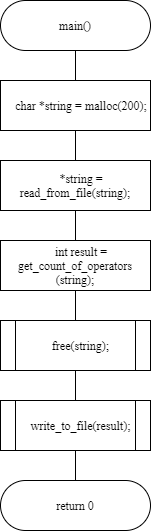 main()
char *string = malloc(200);
*string =
read_from_file(string);
int result =
get_count_of_operators
(string);
free(string);
write_to_file(result);
return 0